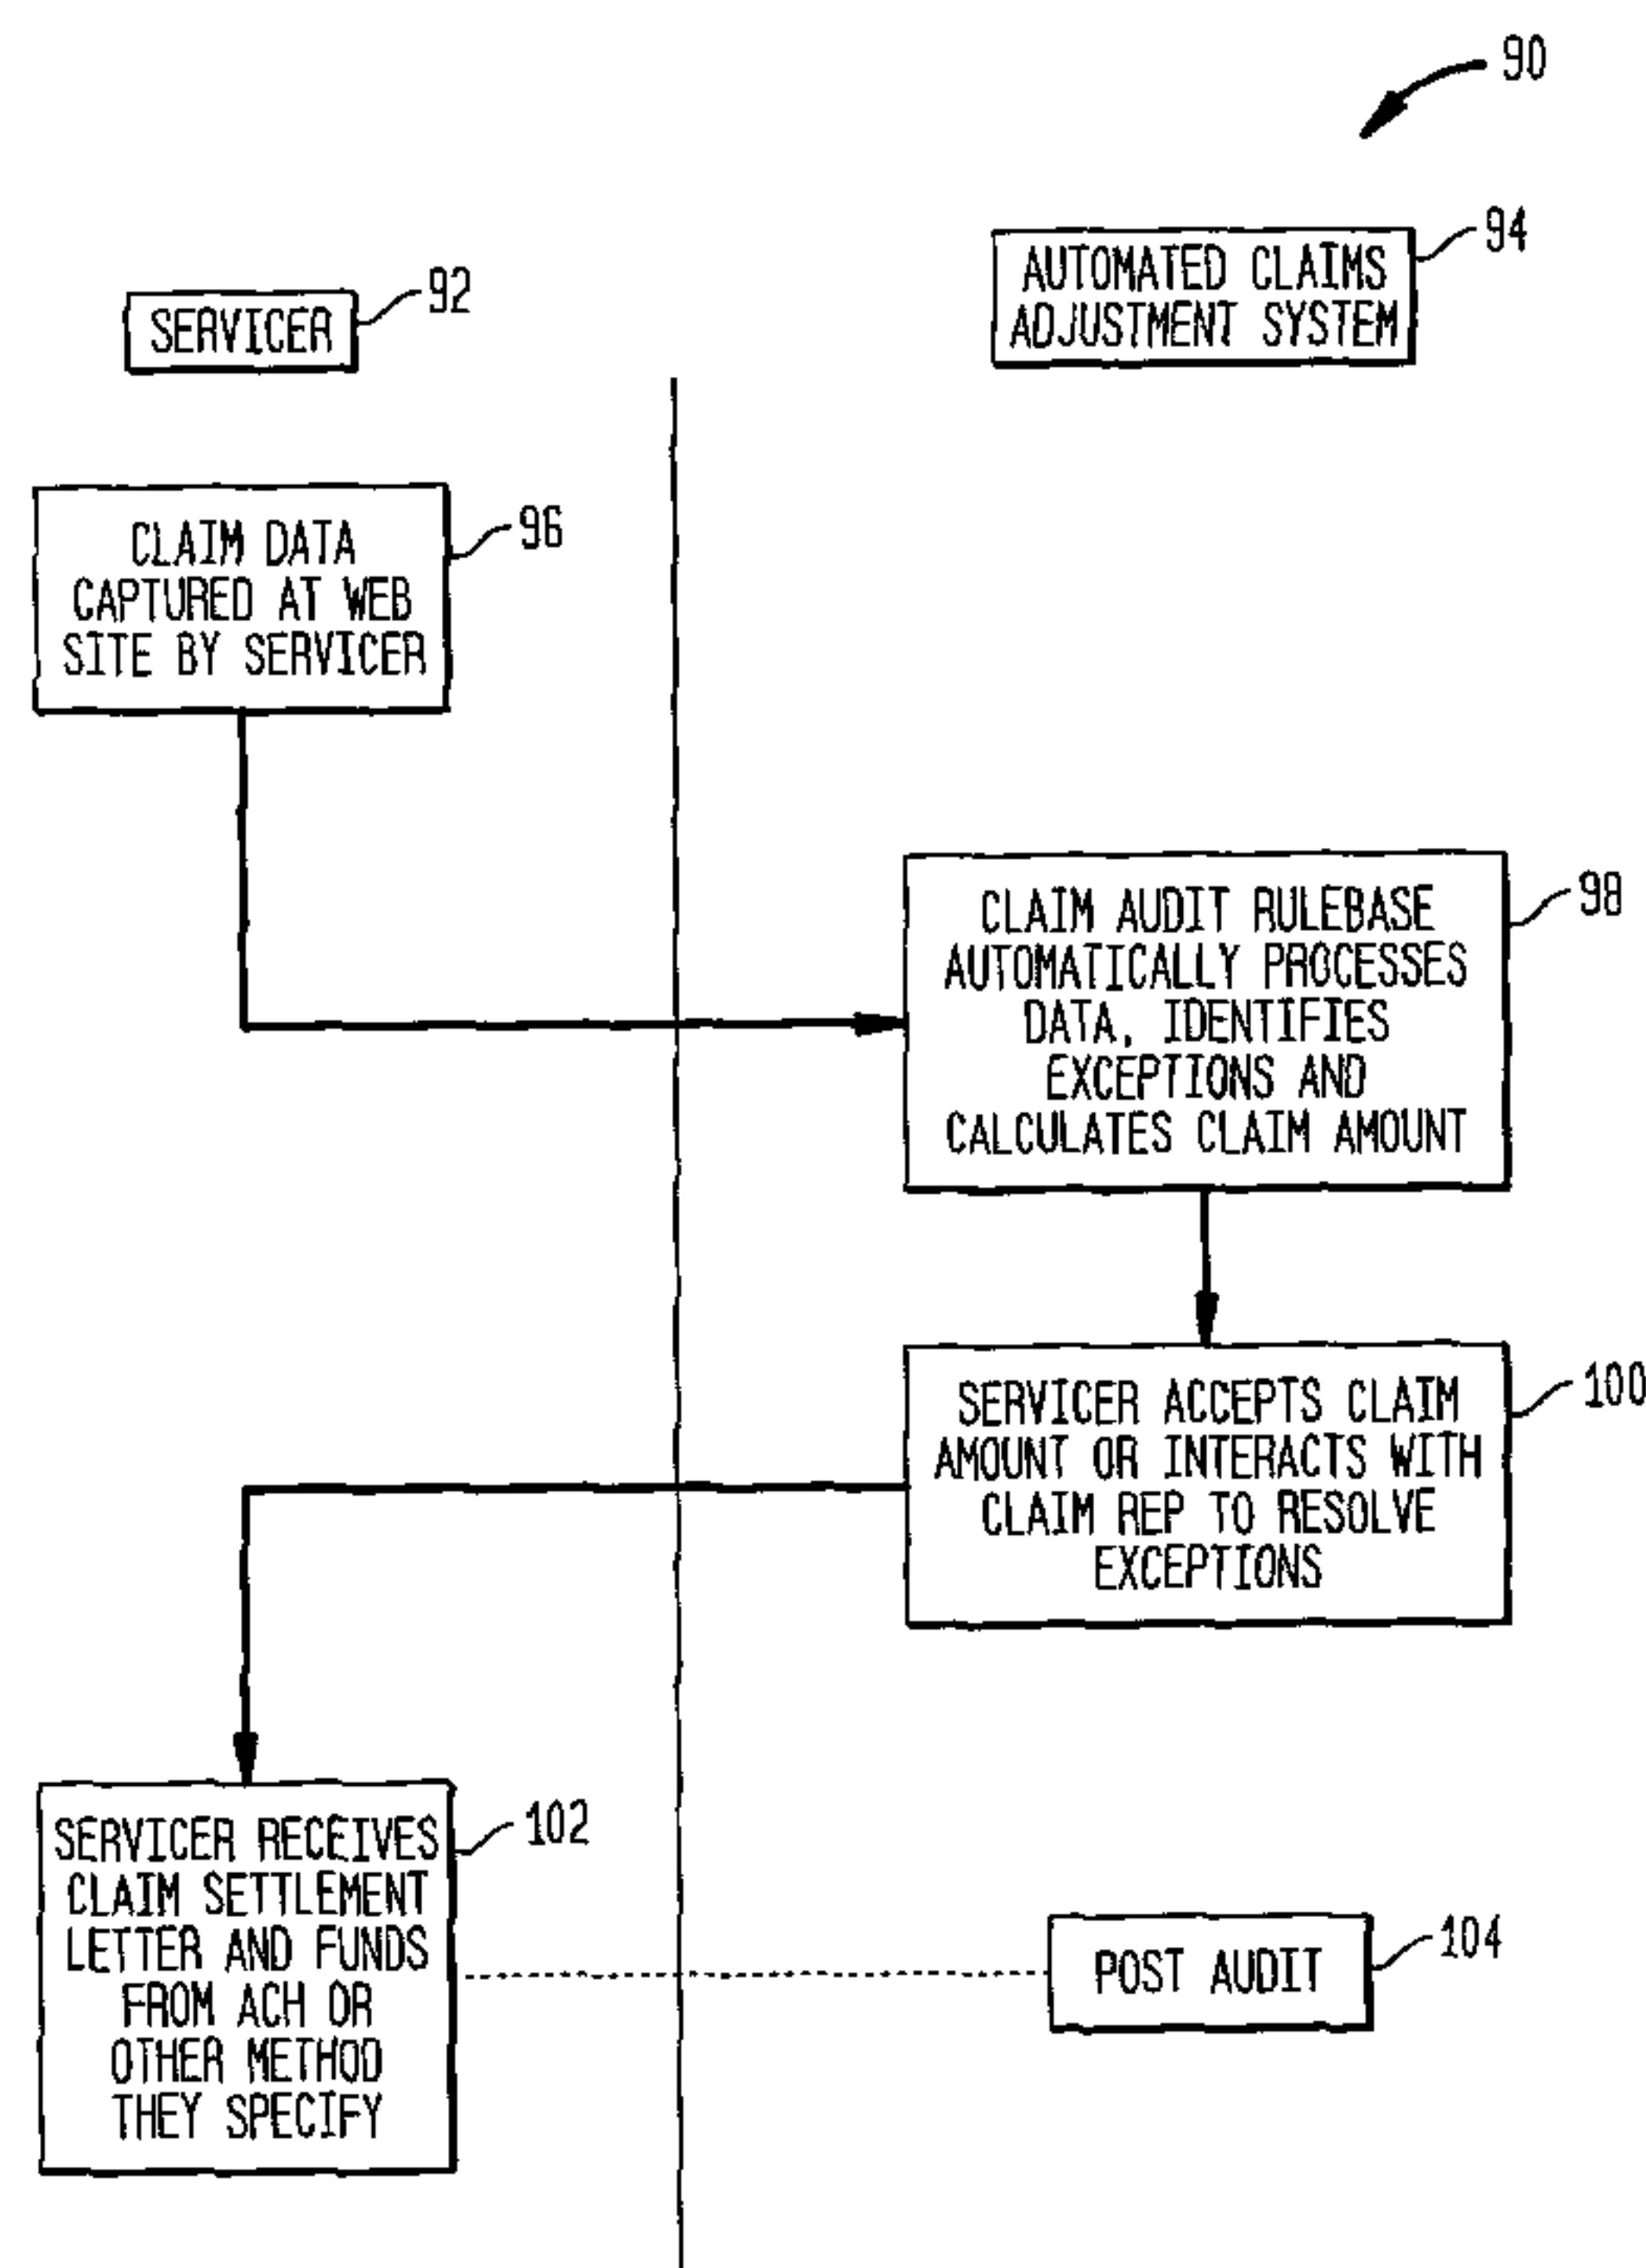 90
94
AUTOMATED CLAIMS
ADJUSTMENT SYSTEM
92
SERVICER
96
CLAIM DATA
CAPTURED AT WEB
SITE BY SERVICER
98
CLAIM AUDIT RULEBASE
AUTOMATICALLY PROCESSES
DATA, IDENTIFIES
EXCEPTIONS AND
CALCULATES CLAIM AMOUNT
100
SERVICER ACCEPTS CLAIM
AMOUNT OR INTERACTS WITH
CLAIM REP TO RESOLVE
EXCEPTIONS
102
SERVICER RECEIVES
CLAIM SETTLEMENT
LETTER AND FUNDS
FROM ACH OR
OTHER METHOD
THEY SPECIFY
104
POST AUDIT